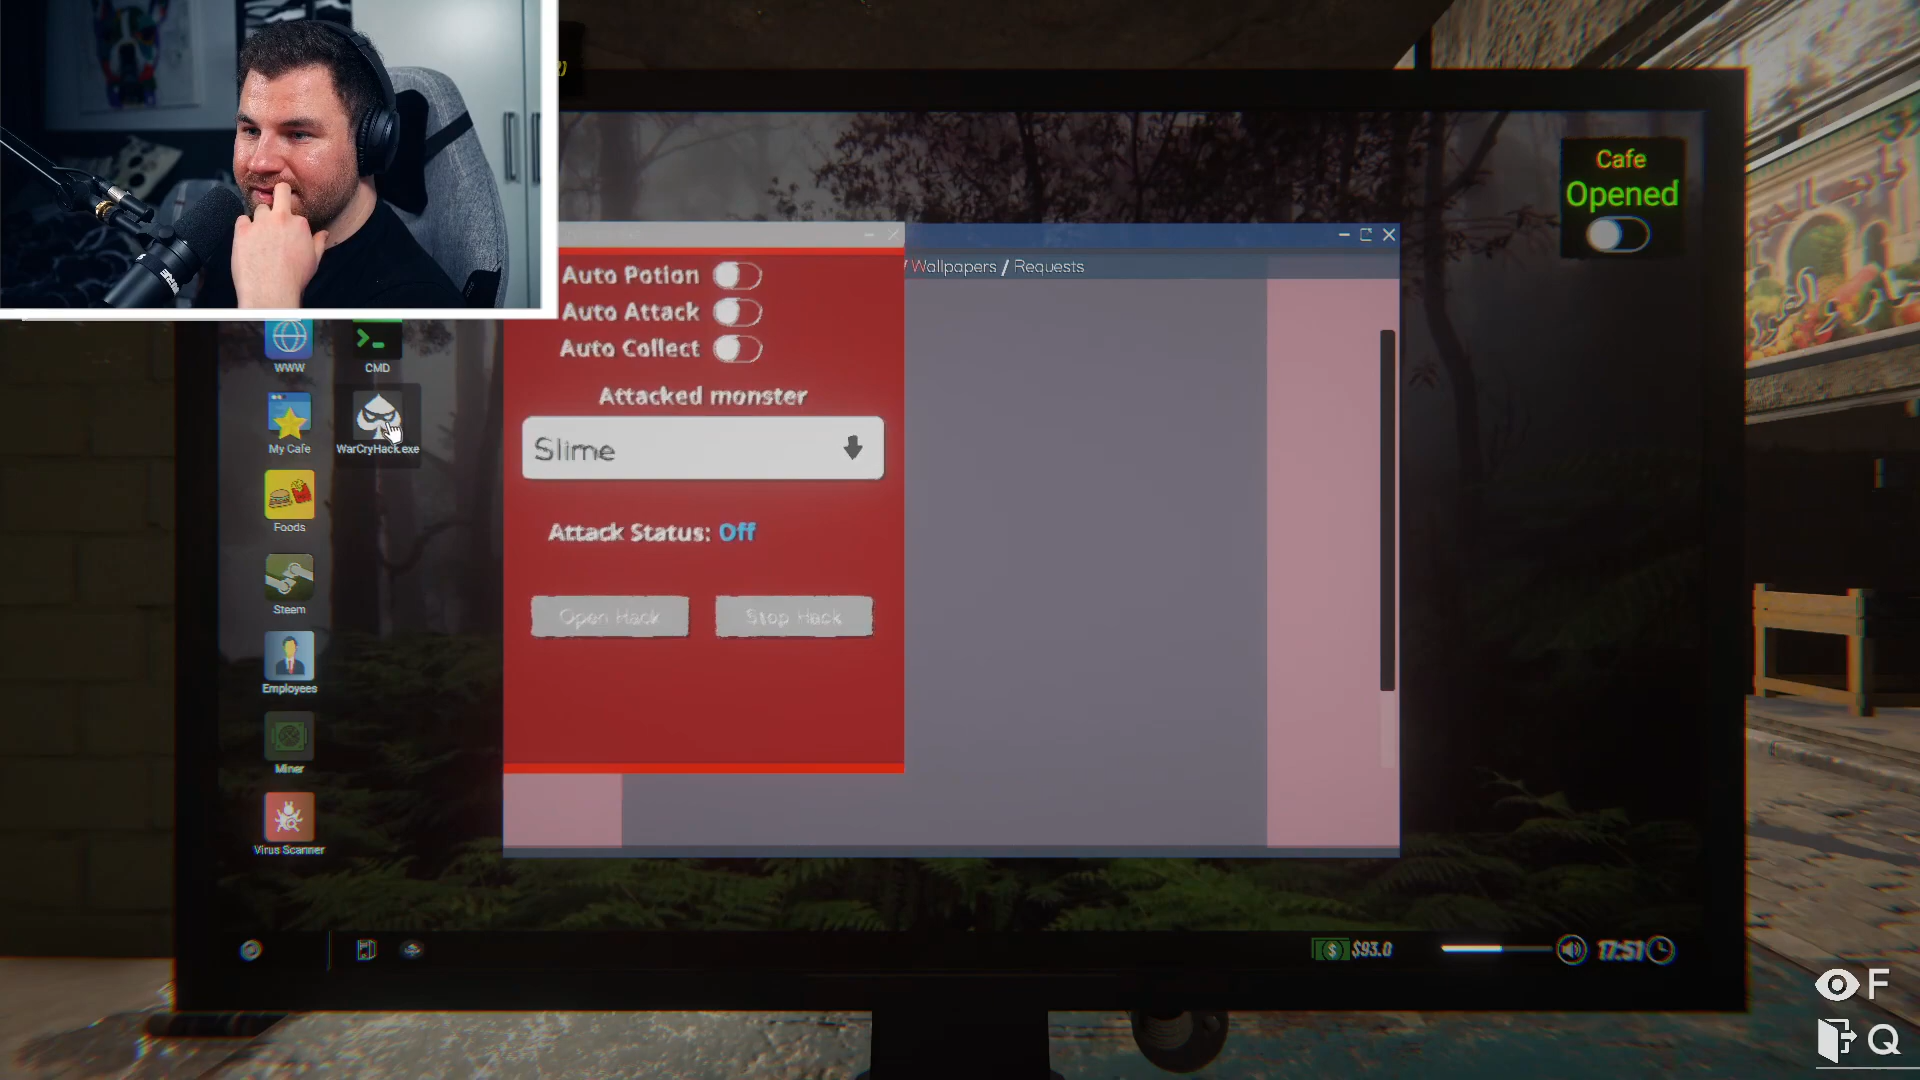 Cafe
Opened
/ Wallpapers / Requests
Auto Potion
Auto Attack
Auto Collect
Attacked monster
Slime
Attack Status: Off
Open Hack
Stop Hack
WWW
CMD
My Cafe
WarCryHack.exe
Foods
Steem
Employees
Miner
Virus Scanner
$93.0
17:51
F
Q